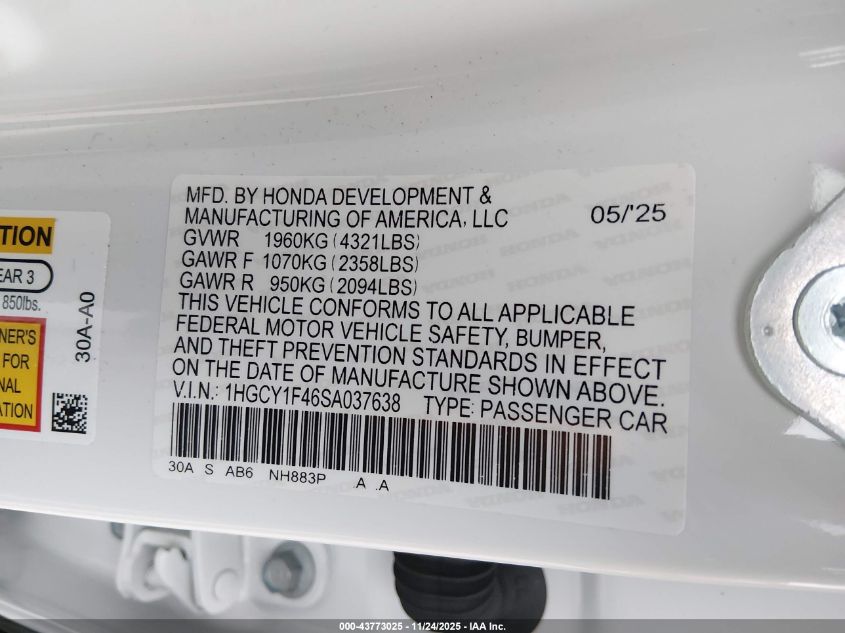 TION
EAR 3
850lbs.
NER'S
FOR
NAL
ATION
30A-A0
MFD. BY HONDA DEVELOPMENT &
MANUFACTURING OF AMERICA, LLC 05/'25
GVWR 1960KG (4321LBS)
GAWR F 1070KG (2358LBS)
GAWR R 950KG (2094LBS)
THIS VEHICLE CONFORMS TO ALL APPLICABLE
FEDERAL MOTOR VEHICLE SAFETY, BUMPER,
AND THEFT PREVENTION STANDARDS IN EFFECT
ON THE DATE OF MANUFACTURE SHOWN ABOVE.
V.I.N.: 1HGCY1F46SA037638 TYPE: PASSENGER CAR
30A S AB6 NH883P .A .A
000-43773025 - 11/24/2025 - IAA Inc.